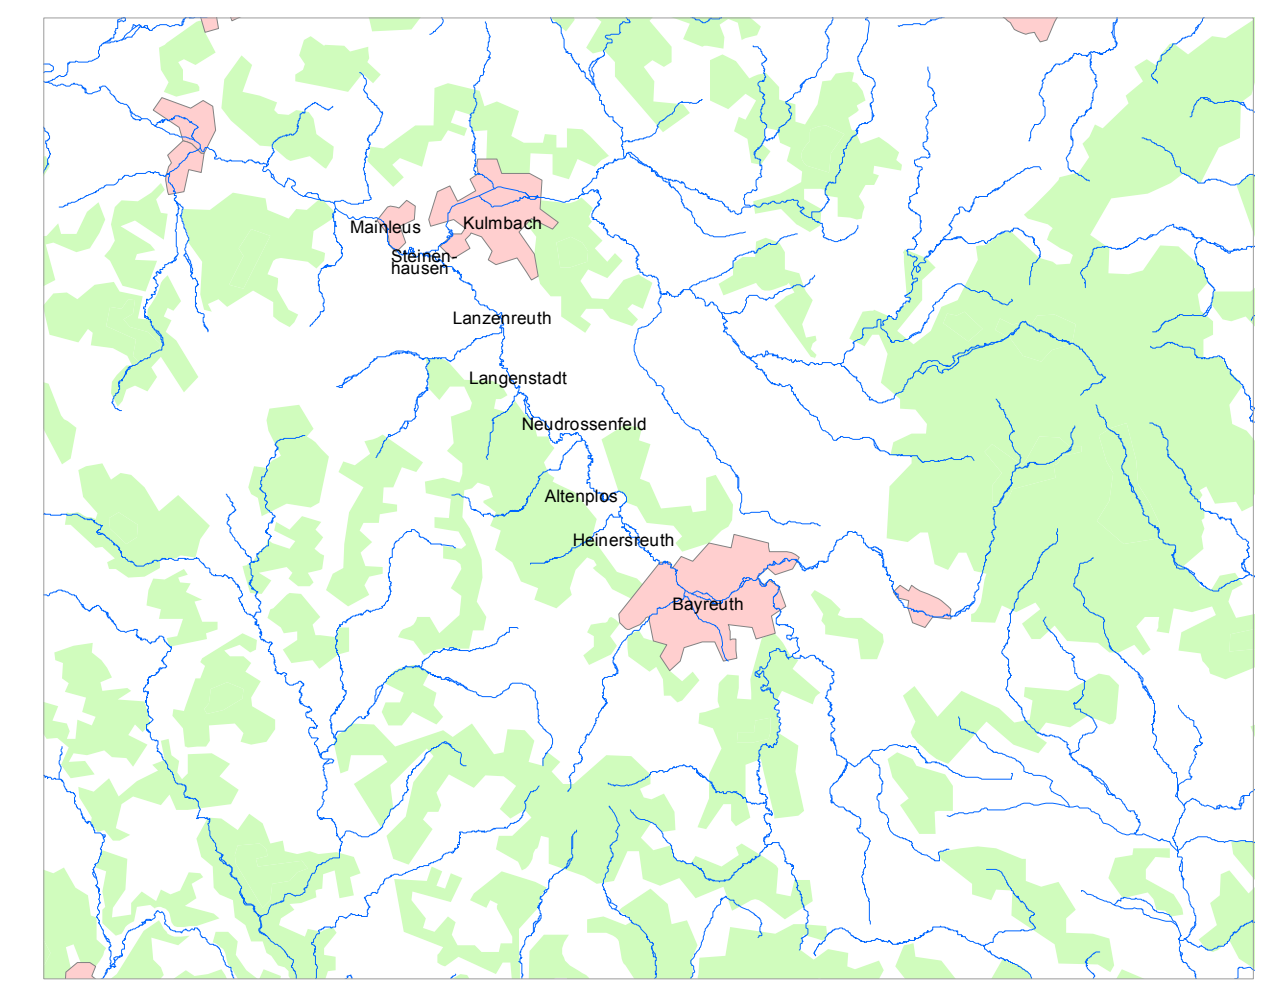 Mainleus
Kulmbach
Steinen-
hausen
Lanzenreuth
Langenstadt
Neudrossenfeld
Altenplos
Heinersreuth
Bayreuth